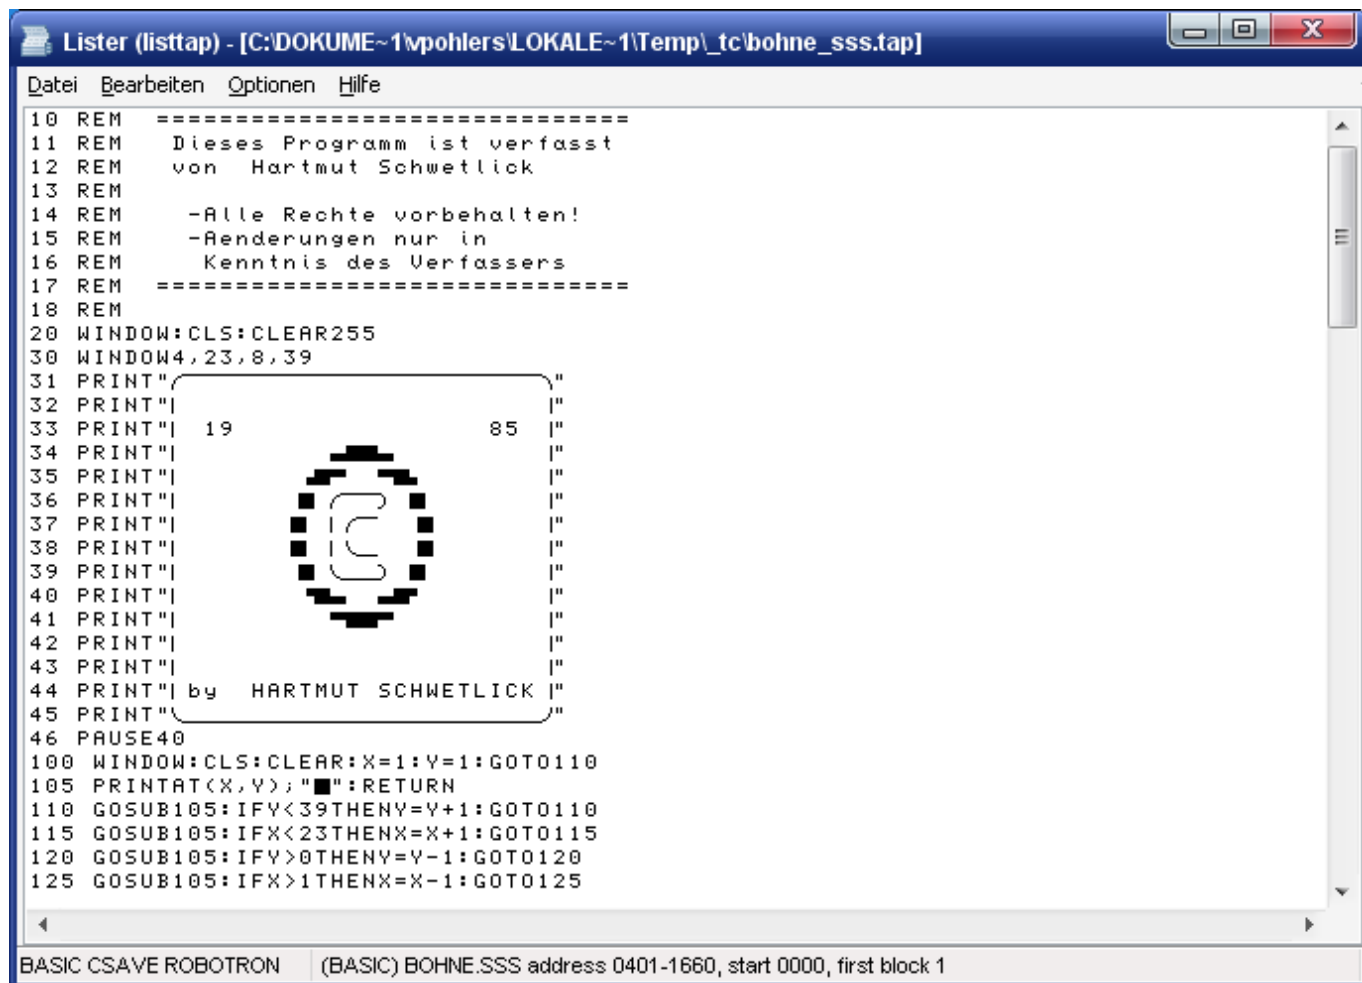 Lister (listtap) - [C:\DOKUME~1\vpohlers\LOKALE~1\Temp\_tc\bohne_sss.tap]
Datei Bearbeiten Optionen Hilfe
10 REM ==============================
11 REM Dieses Programm ist verfasst
12 REM von Hartmut Schwetlick
13 REM
14 REM -Alle Rechte vorbehalten!
15 REM -Aenderungen nur in
16 REM Kenntnis des Verfassers
17 REM ==============================
18 REM
20 WINDOW:CLS:CLEAR255
30 WINDOW4,23,8,39
31 PRINT" "
32 PRINT"| |"
33 PRINT"| 19 85 |"
34 PRINT"| |"
35 PRINT"| |"
36 PRINT"| |"
37 PRINT"| |"
38 PRINT"| |"
39 PRINT"| |"
40 PRINT"| |"
41 PRINT"| |"
42 PRINT"| |"
43 PRINT"| |"
44 PRINT"| by HARTMUT SCHWETLICK |"
45 PRINT" "
46 PAUSE40
100 WINDOW:CLS:CLEAR:X=1:Y=1:GOTO110
105 PRINTAT(X,Y);"■":RETURN
110 GOSUB105:IFY<39THENY=Y+1:GOTO110
115 GOSUB105:IFX<23THENX=X+1:GOTO115
120 GOSUB105:IFY>0THENY=Y-1:GOTO120
125 GOSUB105:IFX>1THENX=X-1:GOTO125
BASIC CSAVE ROBOTRON (BASIC) BOHNE.SSS address 0401-1660, start 0000, first block 1